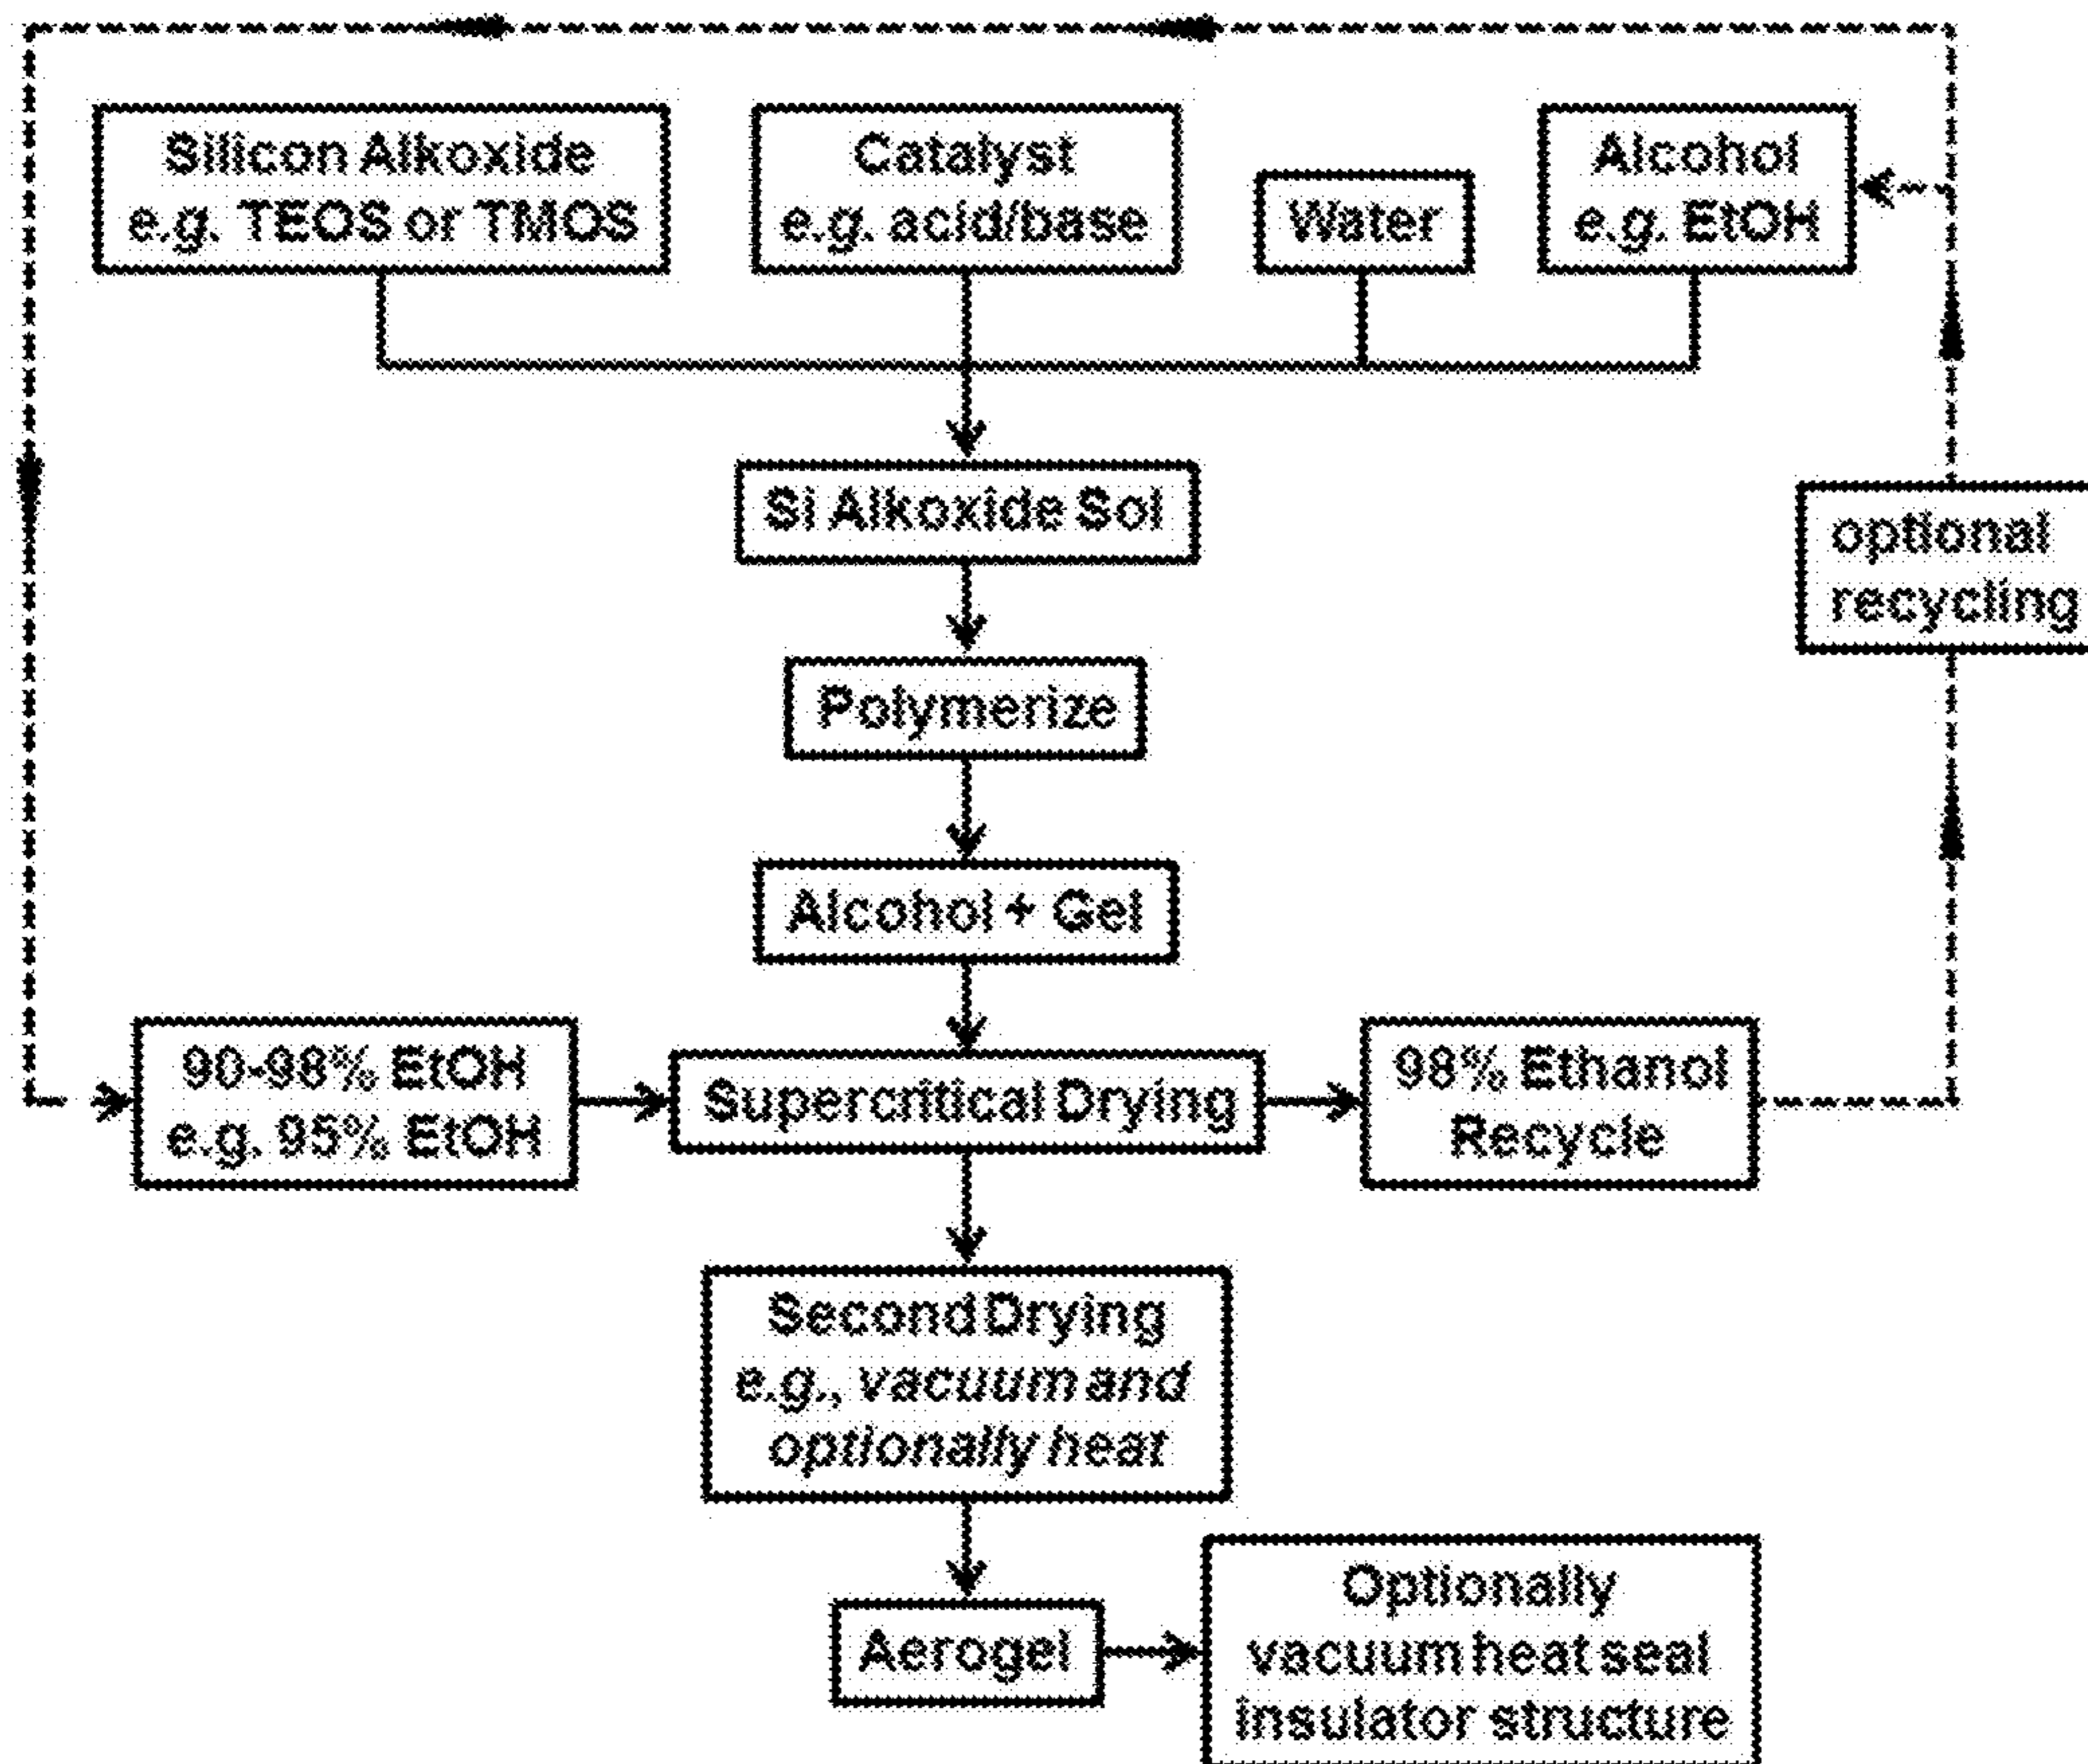 Silicon Alkoxide
e.g. TEOS or TMOS
Catalyst
e.g. acid/base
Water
Alcohol
e.g. EtOH
Si Alkoxide Sol
optional
recycling
Polymerize
Alcohol + Gel
90-98% EtOH
e.g. 95% EtOH
Supercritical Drying
98% Ethanol
Recycle
Second Drying
e.g., vacuum and
optionally heat
Aerogel
Optionally
vacuum heat seal
insulator structure